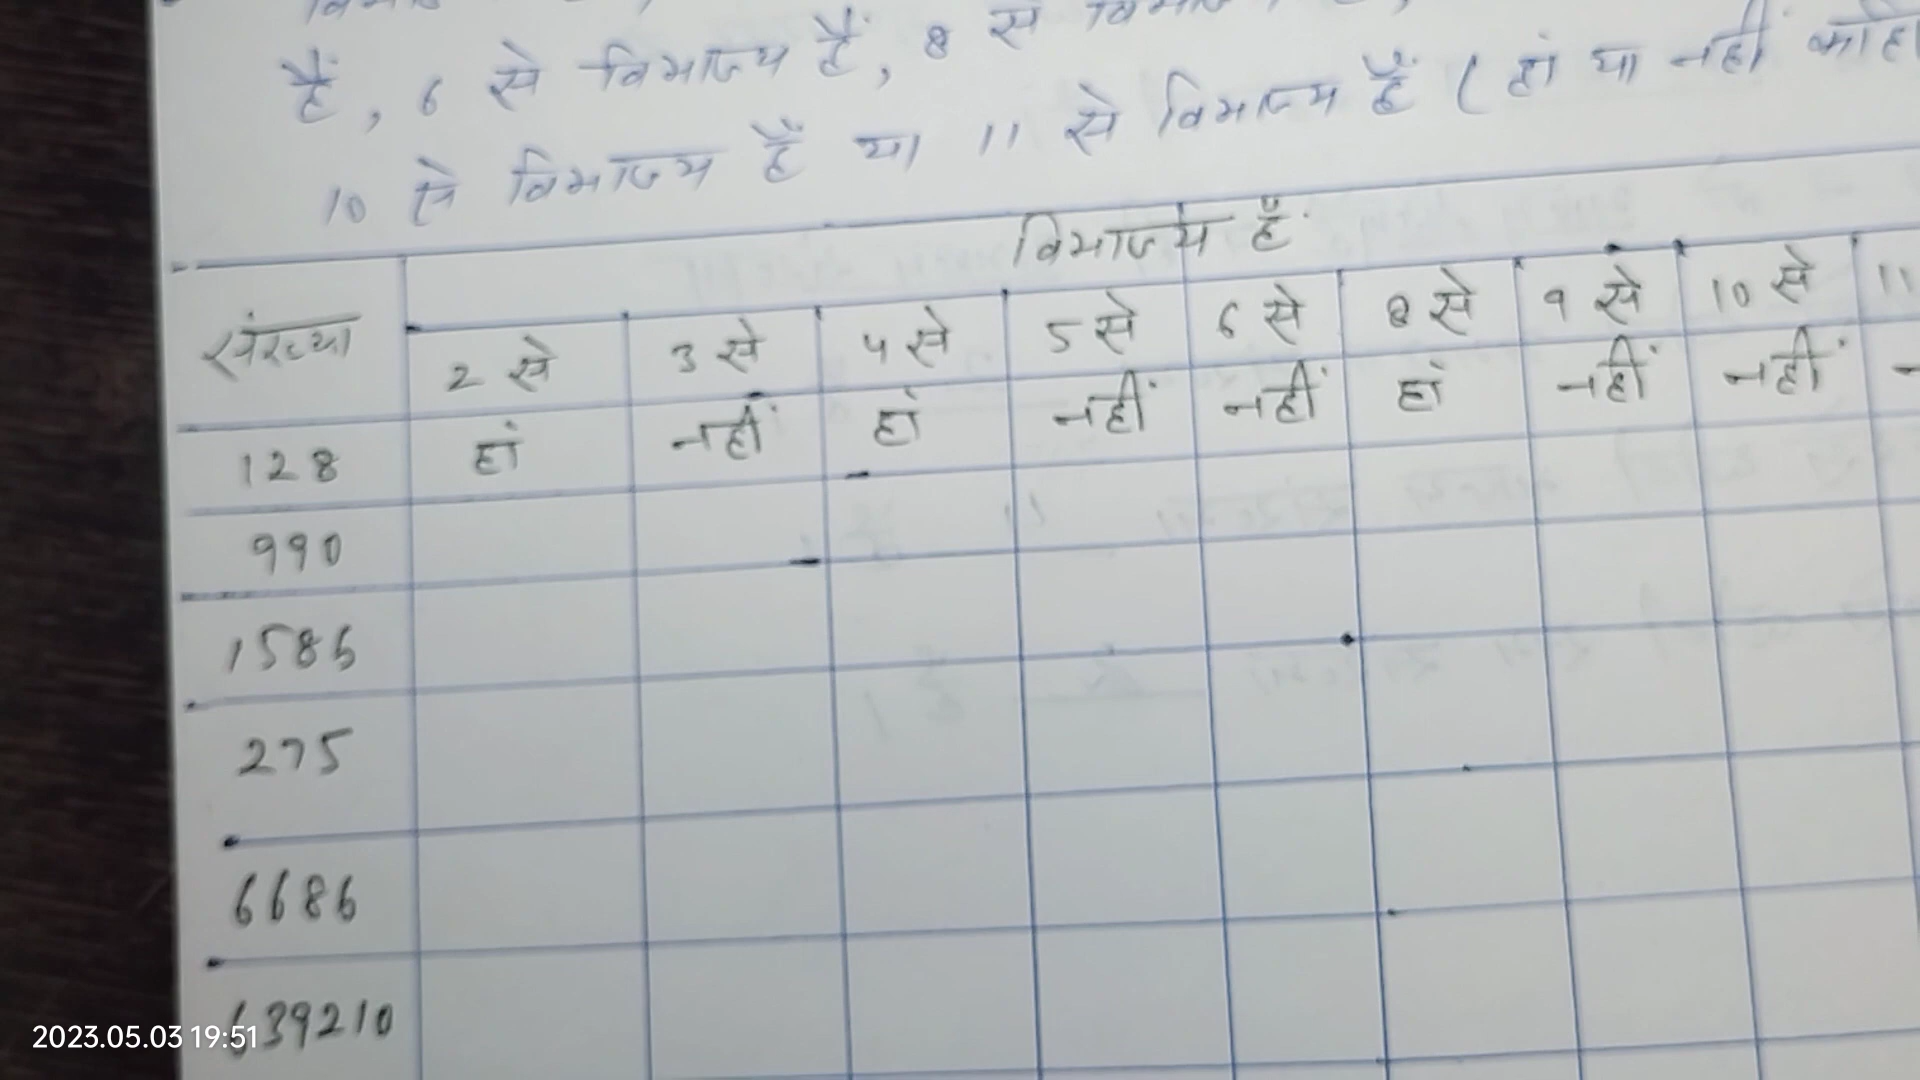 हैं, 6 से विभाज्य हैं, 8 से
10 से विभाज्य हैं या 11 से विभाज्य हैं ( हां या नहीं
विभाज्य हैं
संख्या 2 से 3 से 4 से 5 से 6 से 8 से 9 से 10 से 11
128 हां नहीं हां नहीं नहीं हां नहीं नहीं
990
1586
275
6686
639210
2023.05.03 19:51